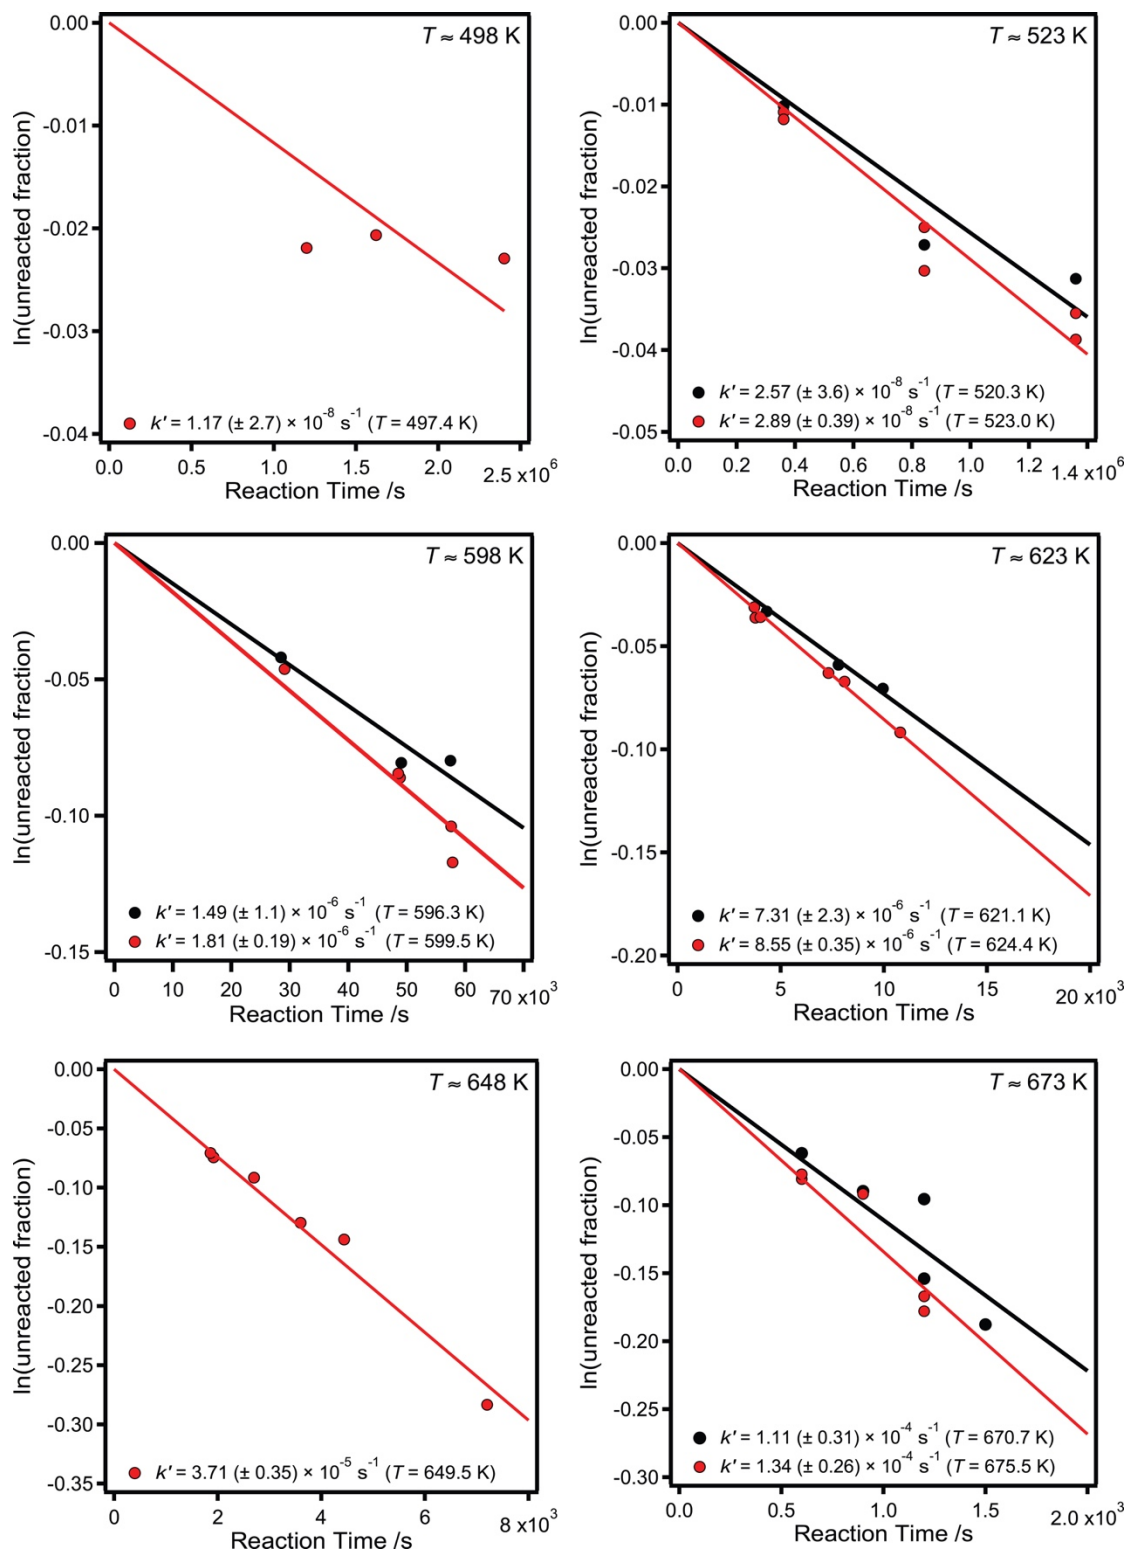 T ≈ 498 K
0.00
-0.01
-0.02
-0.03
-0.04
ln(unreacted fraction)
k' = 1.17 (± 2.7) × 10⁻⁸ s⁻¹ (T = 497.4 K)
0.0 0.5 1.0 1.5 2.0 2.5 x10⁶
Reaction Time /s
T ≈ 523 K
0.00
-0.01
-0.02
-0.03
-0.04
-0.05
ln(unreacted fraction)
k' = 2.57 (± 3.6) × 10⁻⁸ s⁻¹ (T = 520.3 K)
k' = 2.89 (± 0.39) × 10⁻⁸ s⁻¹ (T = 523.0 K)
0.0 0.2 0.4 0.6 0.8 1.0 1.2 1.4 x10⁶
Reaction Time /s
T ≈ 598 K
0.00
-0.05
-0.10
-0.15
ln(unreacted fraction)
k' = 1.49 (± 1.1) × 10⁻⁶ s⁻¹ (T = 596.3 K)
k' = 1.81 (± 0.19) × 10⁻⁶ s⁻¹ (T = 599.5 K)
0 10 20 30 40 50 60 70 x10³
Reaction Time /s
T ≈ 623 K
0.00
-0.05
-0.10
-0.15
-0.20
ln(unreacted fraction)
k' = 7.31 (± 2.3) × 10⁻⁶ s⁻¹ (T = 621.1 K)
k' = 8.55 (± 0.35) × 10⁻⁶ s⁻¹ (T = 624.4 K)
0 5 10 15 20 x10³
Reaction Time /s
T ≈ 648 K
0.00
-0.05
-0.10
-0.15
-0.20
-0.25
-0.30
-0.35
ln(unreacted fraction)
k' = 3.71 (± 0.35) × 10⁻⁵ s⁻¹ (T = 649.5 K)
0 2 4 6 8 x10³
Reaction Time /s
T ≈ 673 K
0.00
-0.05
-0.10
-0.15
-0.20
-0.25
-0.30
ln(unreacted fraction)
k' = 1.11 (± 0.31) × 10⁻⁴ s⁻¹ (T = 670.7 K)
k' = 1.34 (± 0.26) × 10⁻⁴ s⁻¹ (T = 675.5 K)
0.0 0.5 1.0 1.5 2.0 x10³
Reaction Time /s